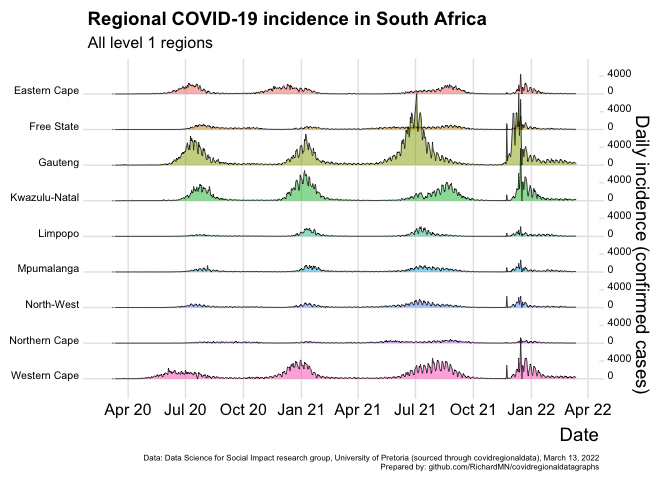 Regional COVID-19 incidence in South Africa
All level 1 regions
Eastern Cape
Free State
Gauteng
Kwazulu-Natal
Limpopo
Mpumalanga
North-West
Northern Cape
Western Cape
4000
0
4000
0
4000
0
4000
0
4000
0
4000
0
4000
0
4000
0
4000
0
Daily incidence (confirmed cases)
Apr 20 Jul 20 Oct 20 Jan 21 Apr 21 Jul 21 Oct 21 Jan 22 Apr 22
Date
Data: Data Science for Social Impact research group, University of Pretoria (sourced through covidregionaldata), March 13, 2022
Prepared by: github.com/RichardMN/covidregionaldatagraphs